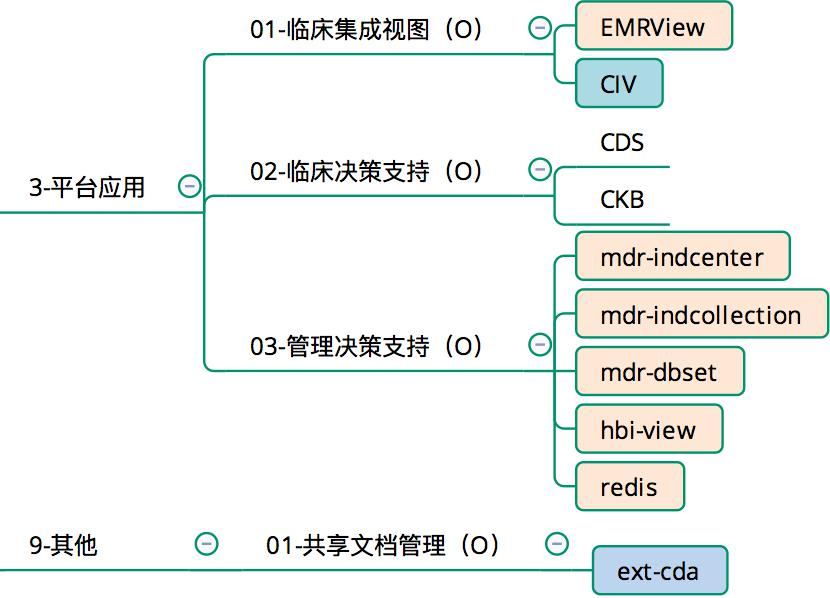 3-平台应用
01-临床集成视图（O）
EMRView
CIV
02-临床决策支持（O）
CDS
CKB
03-管理决策支持（O）
mdr-indcenter
mdr-indcollection
mdr-dbset
hbi-view
redis
9-其他
01-共享文档管理（O）
ext-cda